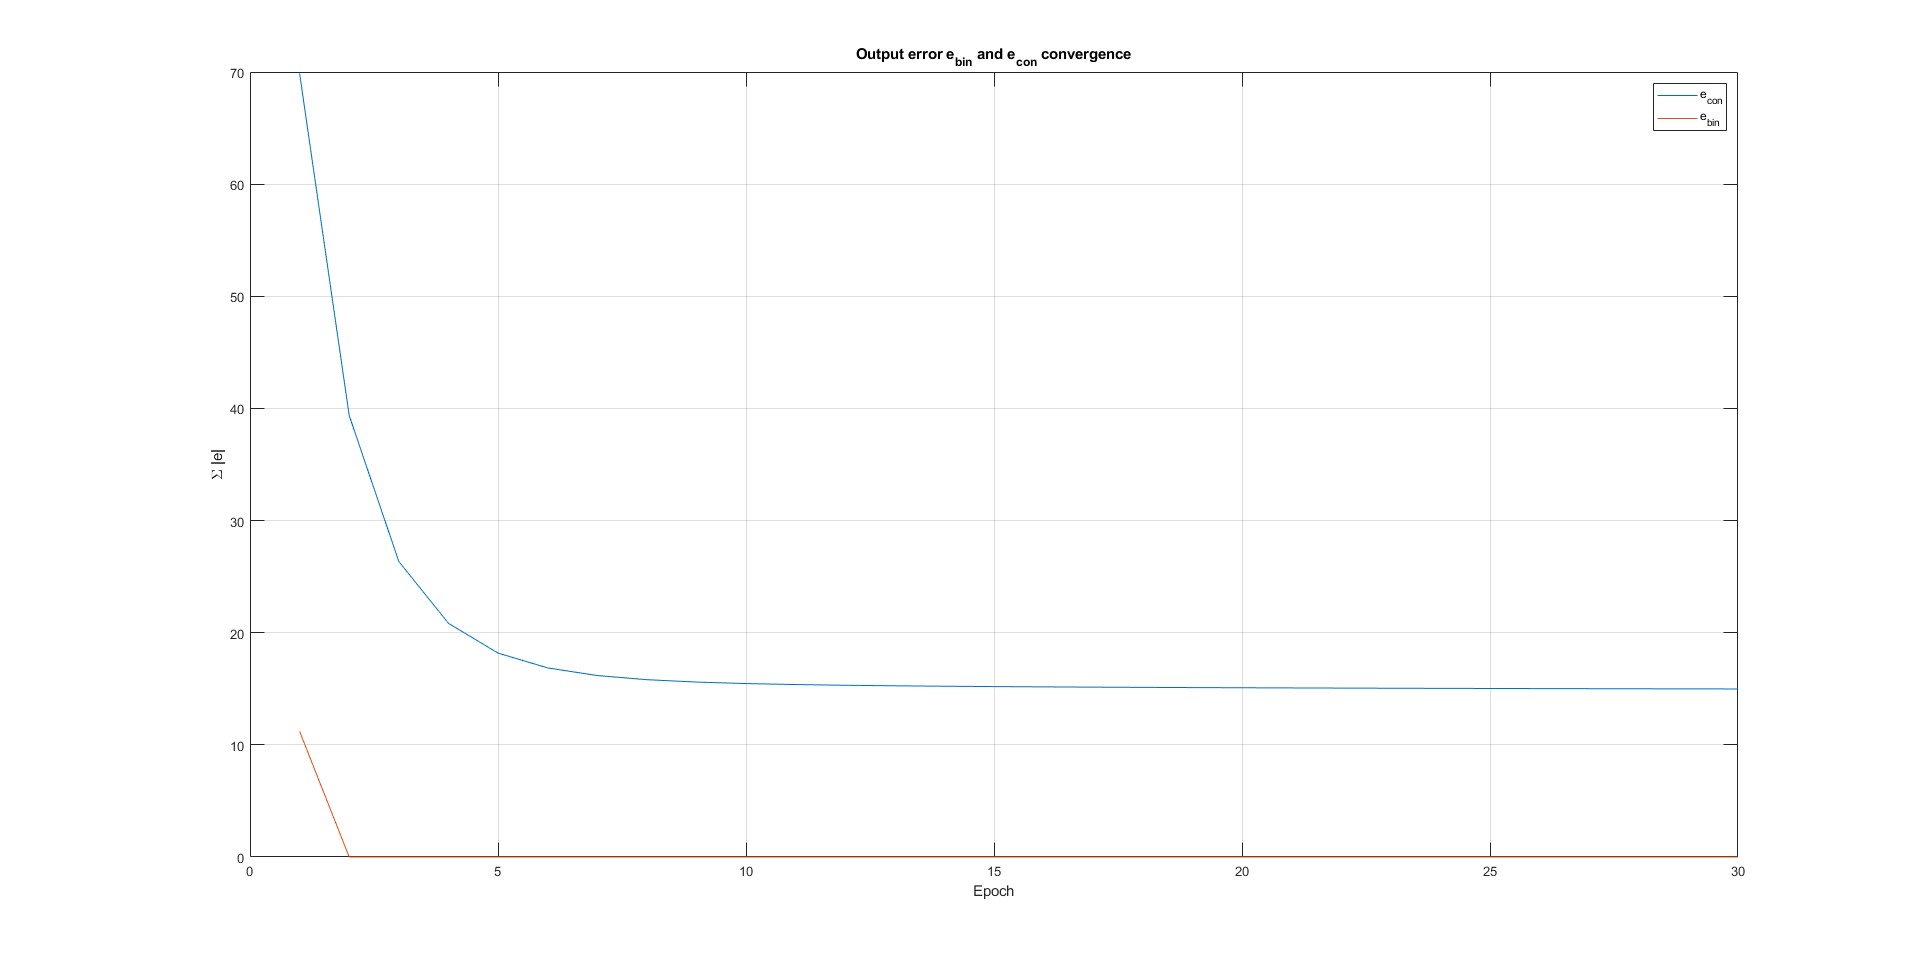 Output error e_bin and e_con convergence
70
60
50
40
30
20
10
0
Σ |e|
e_con
e_bin
0 5 10 15 20 25 30
Epoch